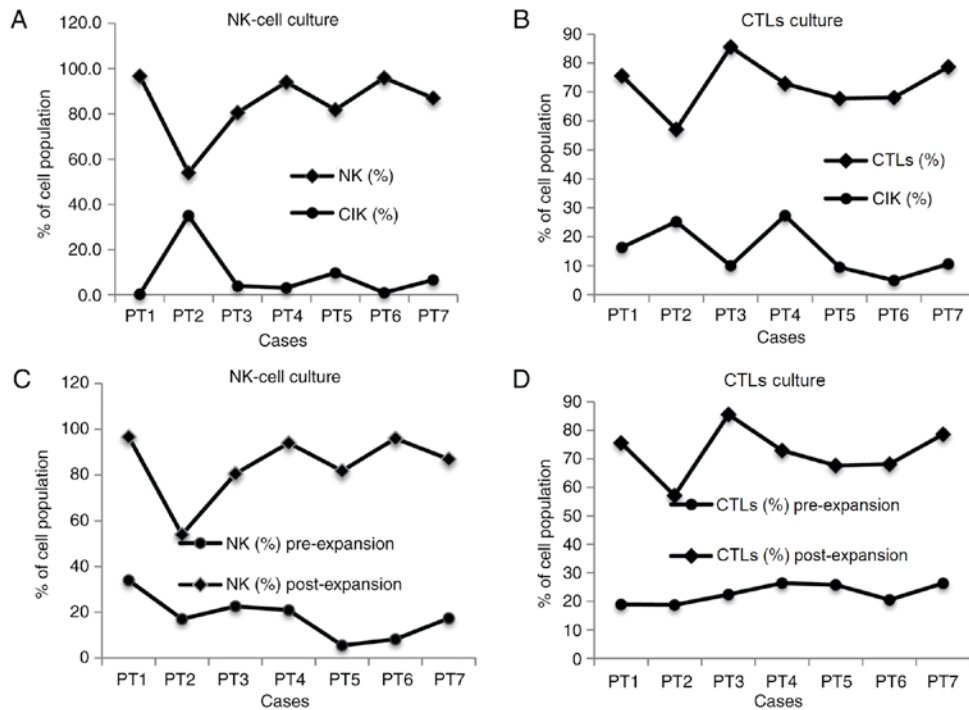 A
NK-cell culture
% of cell population
120.0
100.0
80.0
60.0
40.0
20.0
0.0
NK (%)
CIK (%)
PT1 PT2 PT3 PT4 PT5 PT6 PT7
Cases
B
CTLs culture
% of cell population
90
80
70
60
50
40
30
20
10
0
CTLs (%)
CIK (%)
PT1 PT2 PT3 PT4 PT5 PT6 PT7
Cases
C
NK-cell culture
% of cell population
120
100
80
60
40
20
0
NK (%) pre-expansion
NK (%) post-expansion
PT1 PT2 PT3 PT4 PT5 PT6 PT7
Cases
D
CTLs culture
% of cell population
90
80
70
60
50
40
30
20
10
0
CTLs (%) pre-expansion
CTLs (%) post-expansion
PT1 PT2 PT3 PT4 PT5 PT6 PT7
Cases